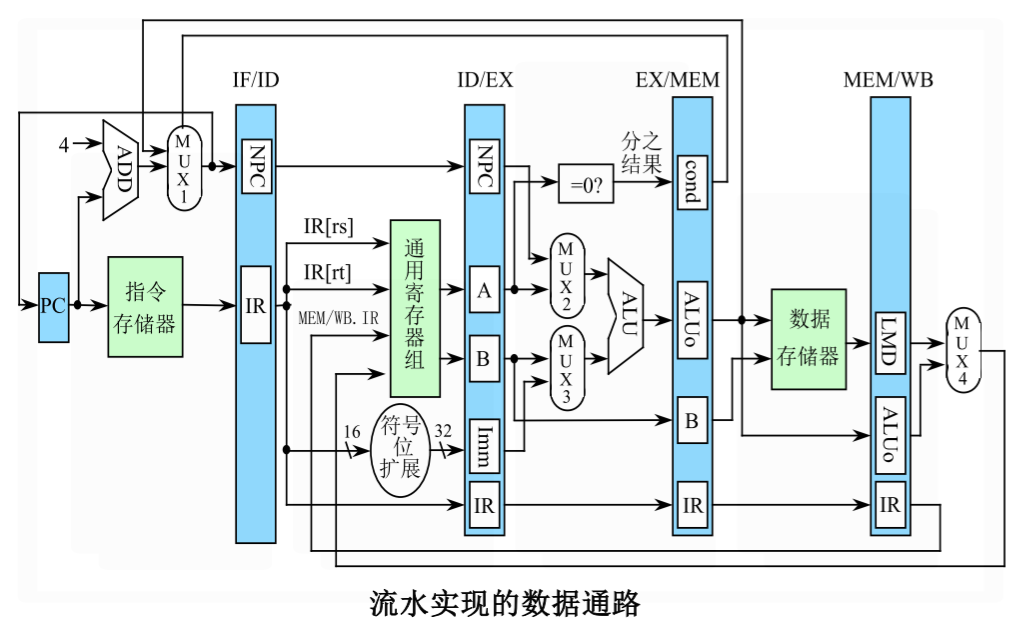 IF/ID
ID/EX
EX/MEM
MEM/WB
4
ADD
MUX1
NPC
NPC
=0?
分之
结果
cond
IR[rs]
IR[rt]
MEM/WB.IR
通用寄存器组
MUX2
ALU
MUX3
PC
指令
存储器
IR
A
B
ALUo
数据
存储器
LMD
MUX4
16
符号
位
扩展
32
Imm
B
ALUo
IR
IR
IR
流水实现的数据通路